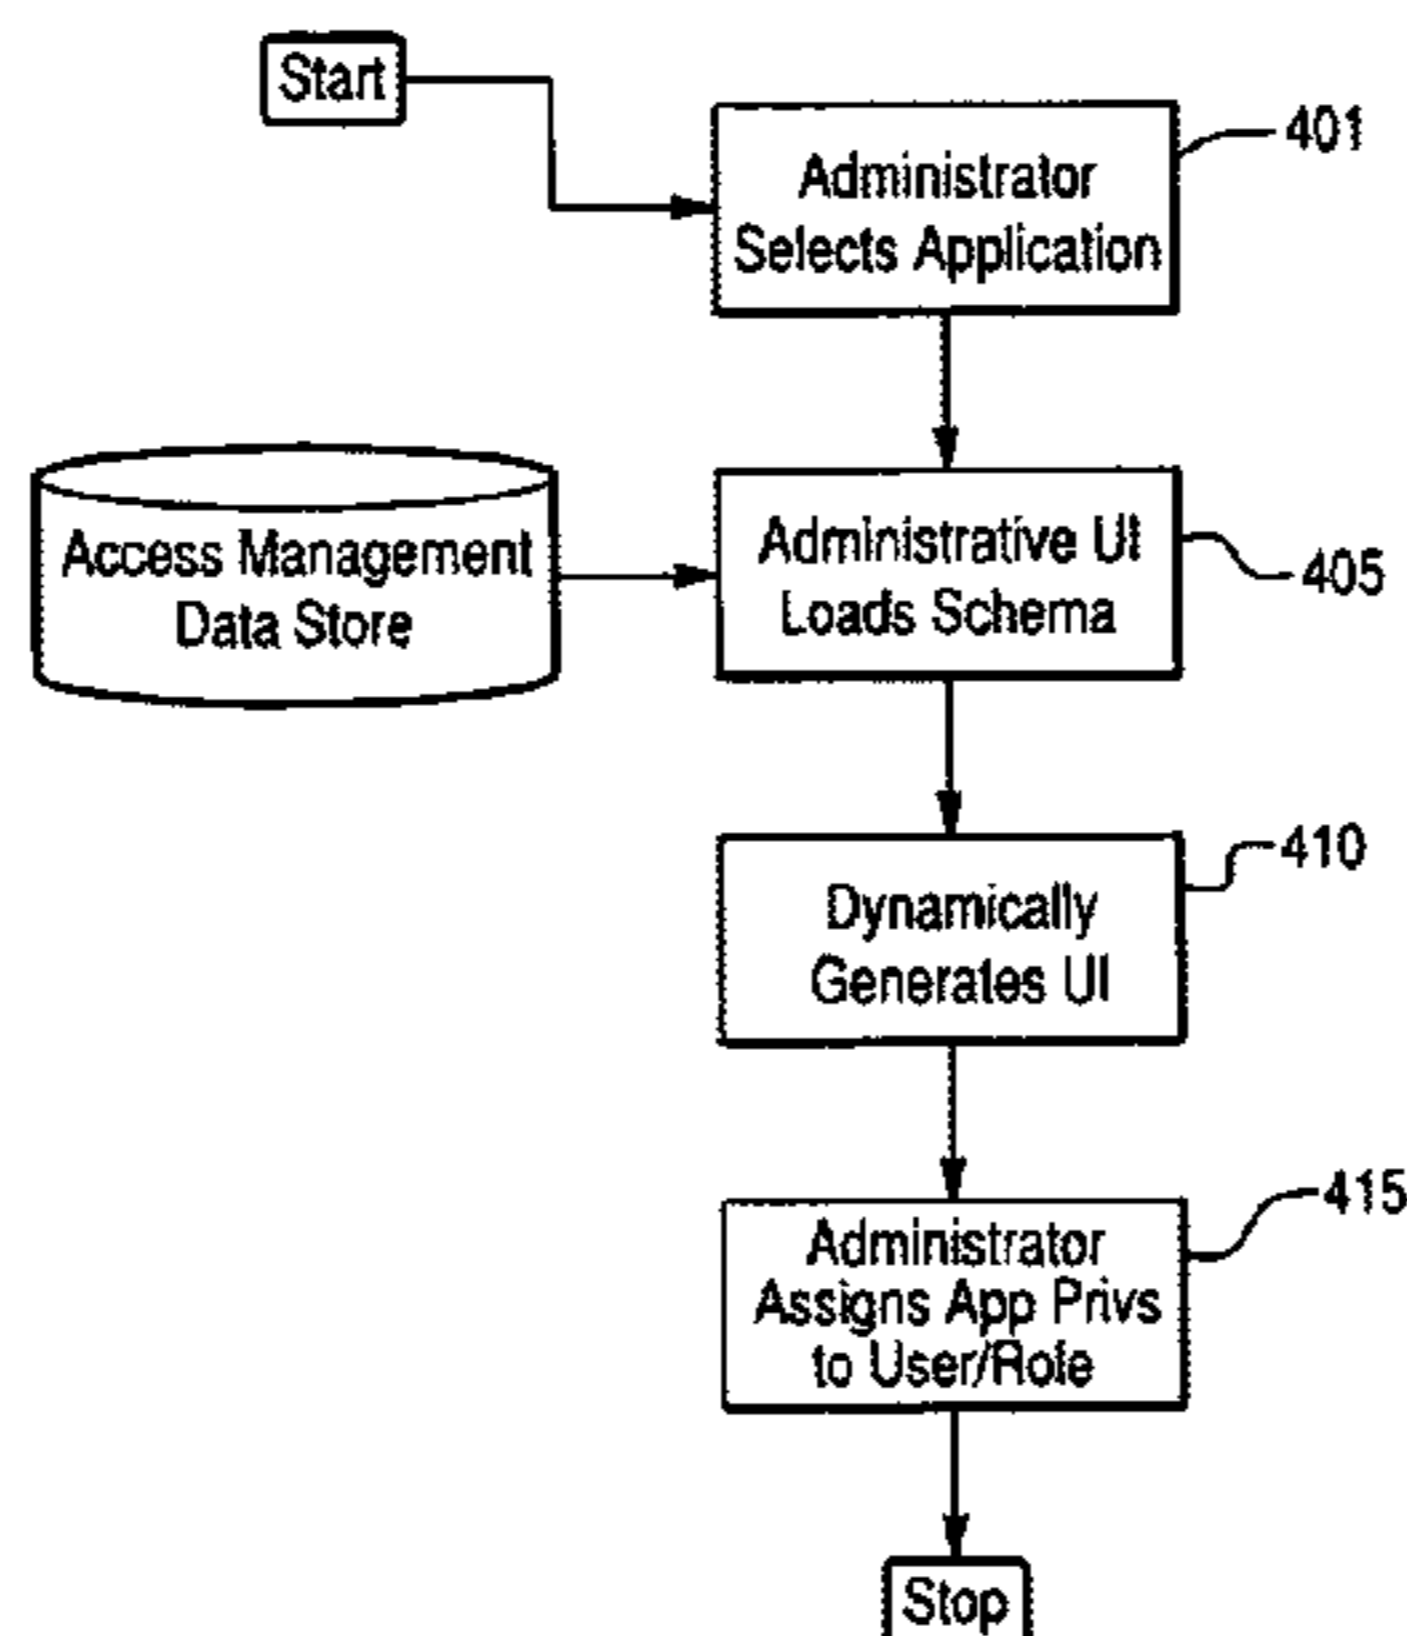 Start
Administrator
Selects Application
401
Access Management
Data Store
Administrative UI
Loads Schema
405
Dynamically
Generates UI
410
Administrator
Assigns App Privs
to User/Role
415
Stop